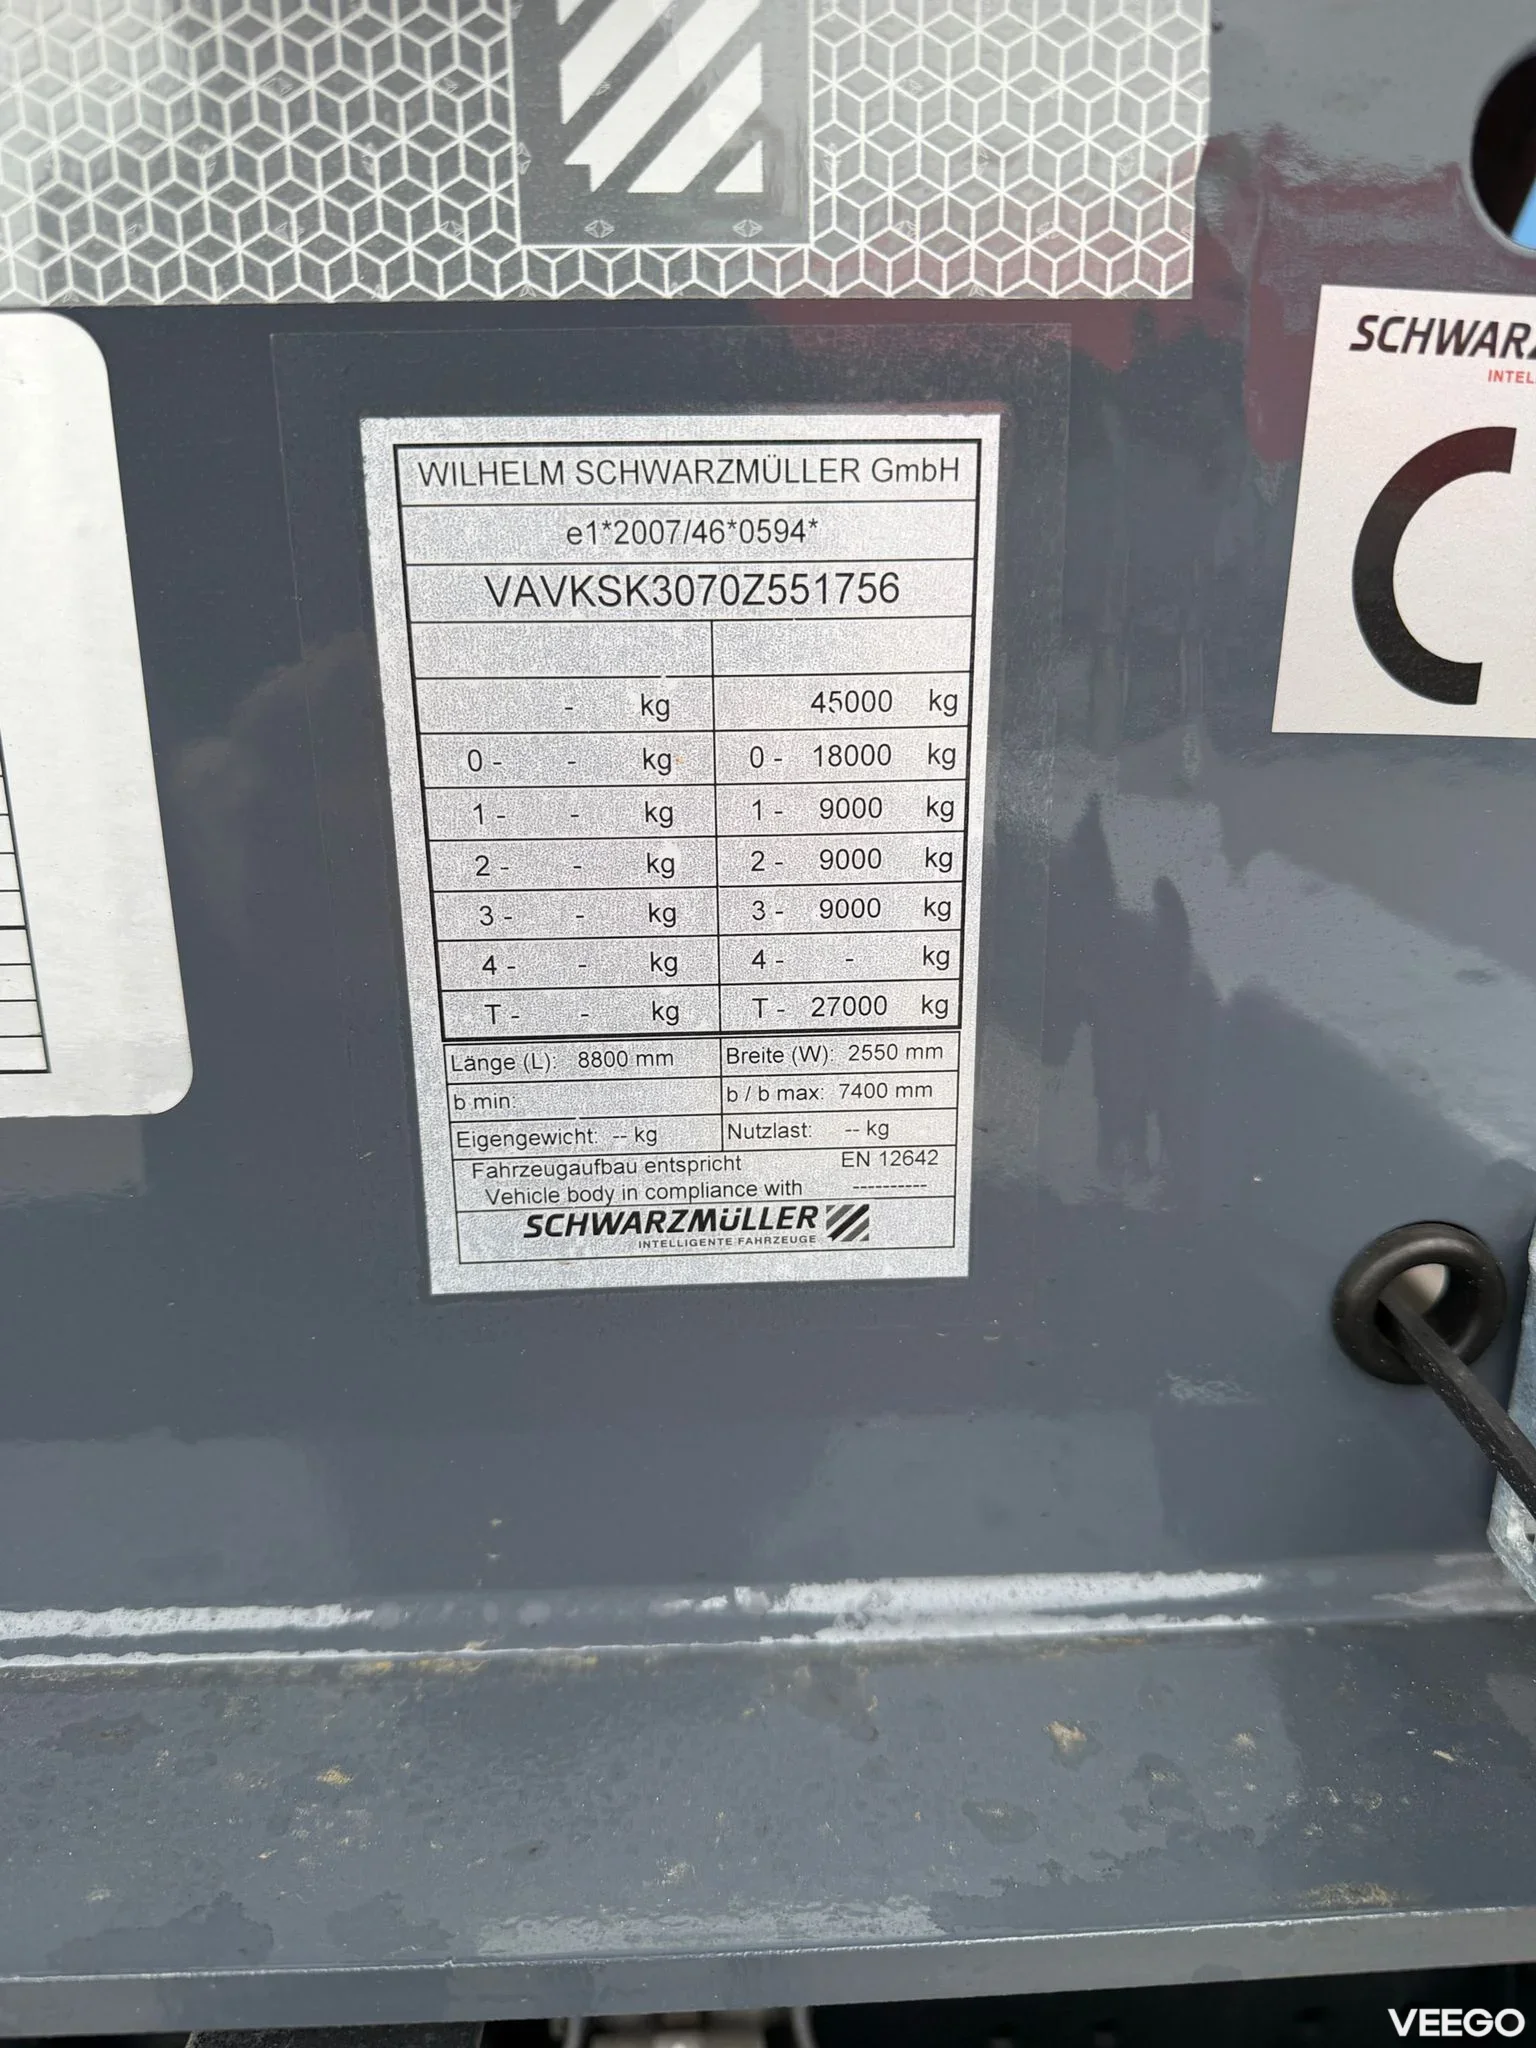 SCHWARZ
INTEL
C
WILHELM SCHWARZMÜLLER GmbH
e1*2007/46*0594*
VAVKSK3070Z551756
- kg 45000 kg
0 - - kg 0 - 18000 kg
1 - - kg 1 - 9000 kg
2 - - kg 2 - 9000 kg
3 - - kg 3 - 9000 kg
4 - - kg 4 - - kg
T - - kg T - 27000 kg
Länge (L): 8800 mm Breite (W): 2550 mm
b min: b / b max: 7400 mm
Eigengewicht: -- kg Nutzlast: -- kg
Fahrzeugaufbau entspricht EN 12642
Vehicle body in compliance with ----------
SCHWARZMÜLLER
INTELLIGENTE FAHRZEUGE
VEEGO